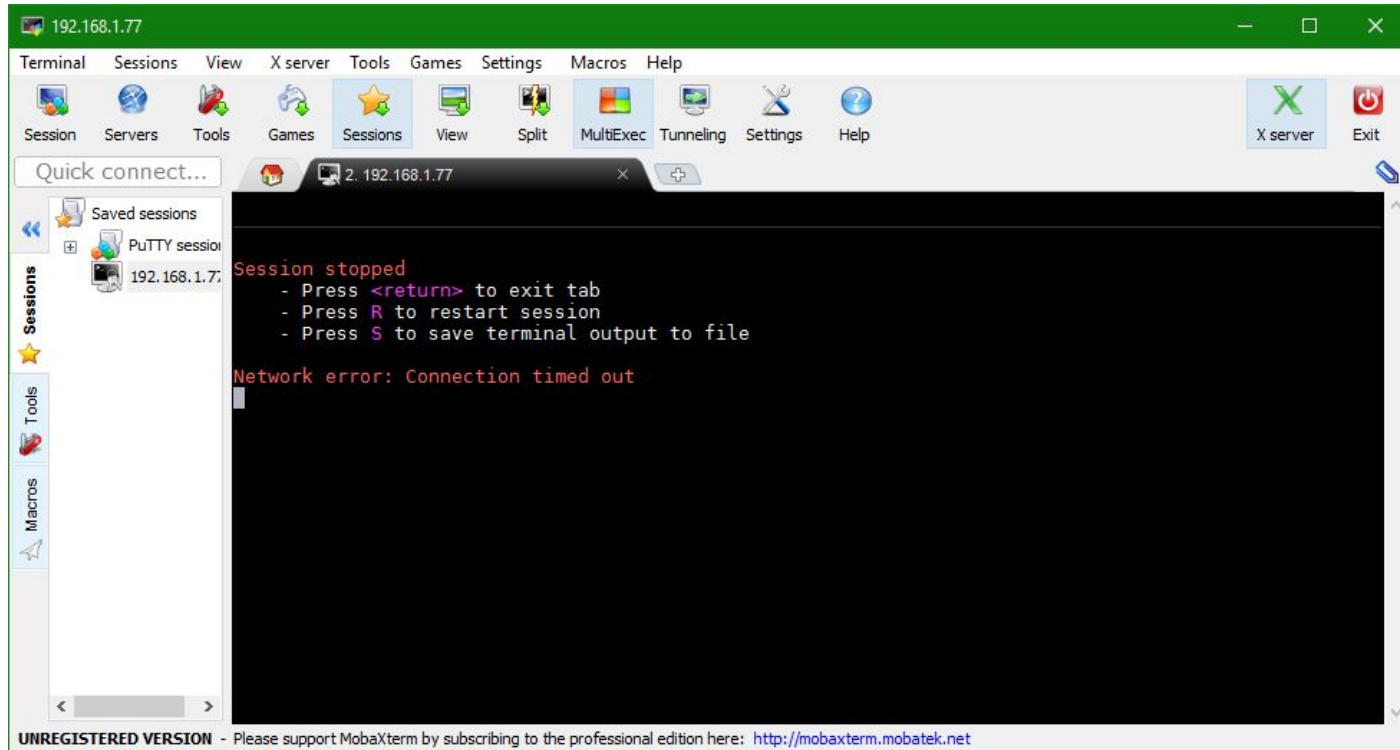 192.168.1.77
Terminal Sessions View X server Tools Games Settings Macros Help
Session Servers Tools Games Sessions View Split MultiExec Tunneling Settings Help X server Exit
Quick connect... 2. 192.168.1.77
Saved sessions
PuTTY session
192.168.1.77
Sessions
Tools
Macros
Session stopped
- Press <return> to exit tab
- Press R to restart session
- Press S to save terminal output to file
Network error: Connection timed out
UNREGISTERED VERSION - Please support MobaXterm by subscribing to the professional edition here: http://mobaxterm.mobatek.net